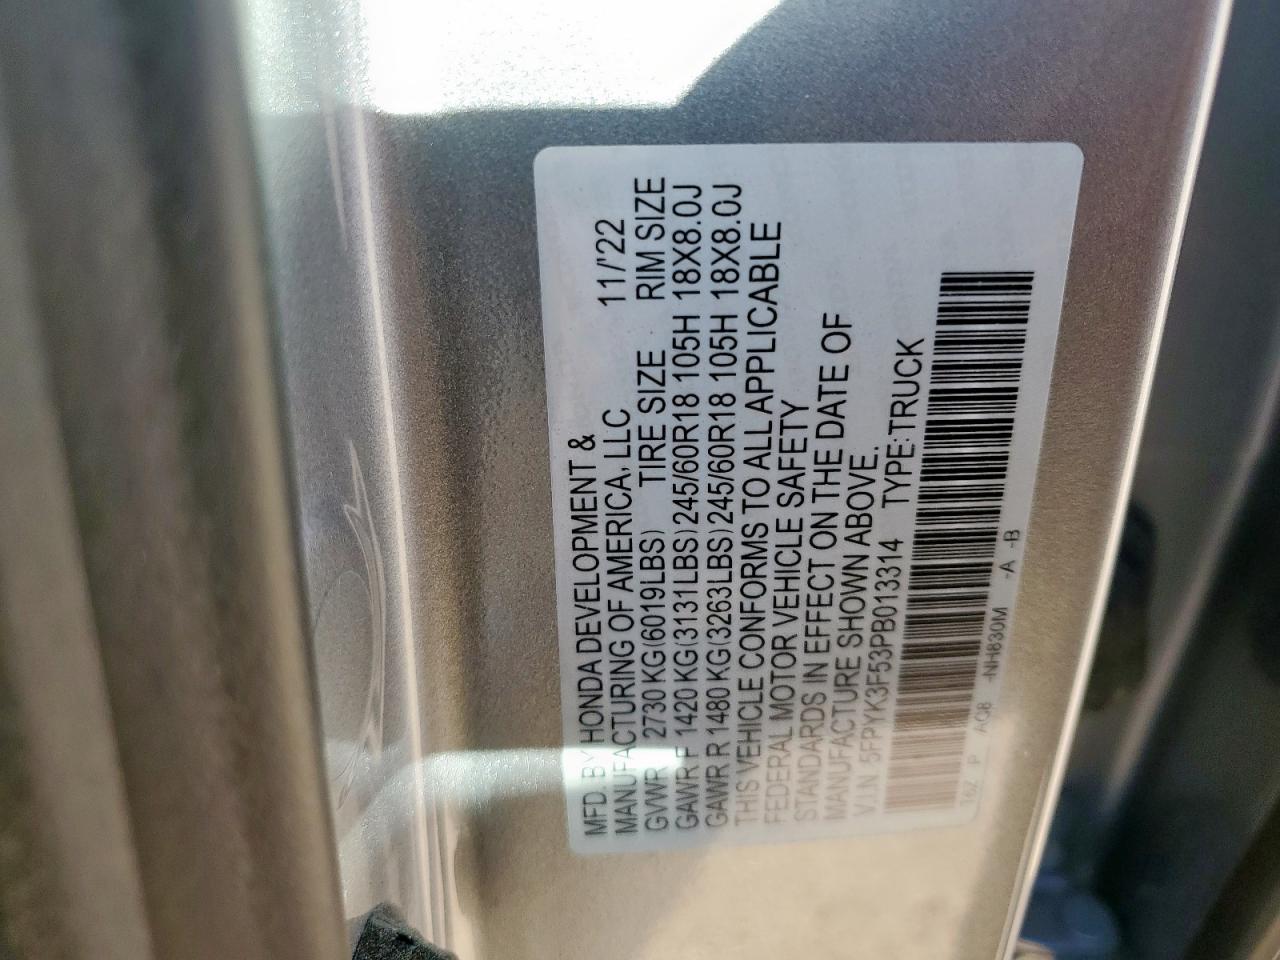 MFD. BY HONDA DEVELOPMENT &
MANUFACTURING OF AMERICA, LLC 11/'22
GVWR 2730 KG(6019LBS) TIRE SIZE RIM SIZE
GAWR F 1420 KG(3131LBS) 245/60R18 105H 18X8.0J
GAWR R 1480 KG(3263LBS) 245/60R18 105H 18X8.0J
THIS VEHICLE CONFORMS TO ALL APPLICABLE
FEDERAL MOTOR VEHICLE SAFETY
STANDARDS IN EFFECT ON THE DATE OF
MANUFACTURE SHOWN ABOVE.
V.I.N. 5FPYK3F53PB013314 TYPE:TRUCK
T6Z P AQ8 -NH830M -A -B